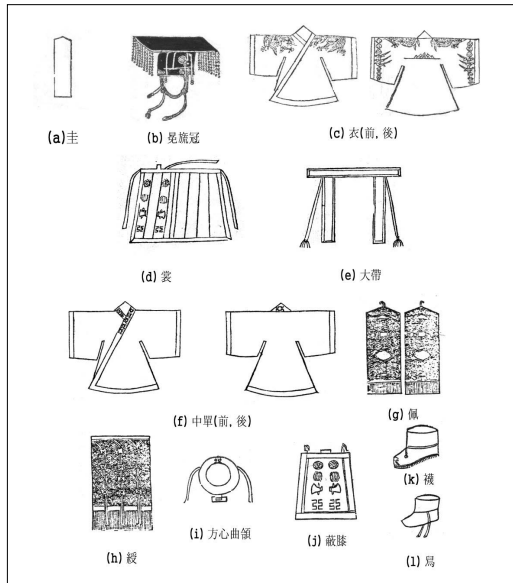 (a)圭
(b) 冕旒冠
(c) 衣(前, 後)
(d) 裳
(e) 大帶
(f) 中單(前, 後)
(g) 佩
(h) 綬
(i) 方心曲領
(j) 蔽膝
(k) 襪
(l) 舃